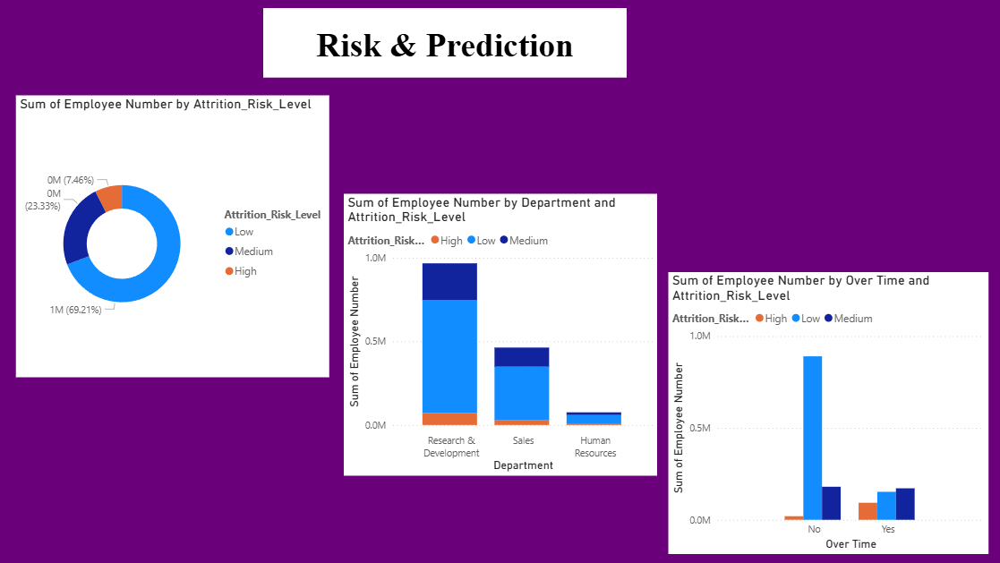 Risk & Prediction
Sum of Employee Number by Attrition_Risk_Level
0M (7.46%)
0M
(23.33%)
1M (69.21%)
Attrition_Risk_Level
Low
Medium
High
Sum of Employee Number by Department and
Attrition_Risk_Level
Attrition_Risk... High Low Medium
Sum of Employee Number
1.0M
0.5M
0.0M
Research &
Development
Sales
Human
Resources
Department
Sum of Employee Number by Over Time and
Attrition_Risk_Level
Attrition_Risk... High Low Medium
Sum of Employee Number
1.0M
0.5M
0.0M
No Yes
Over Time